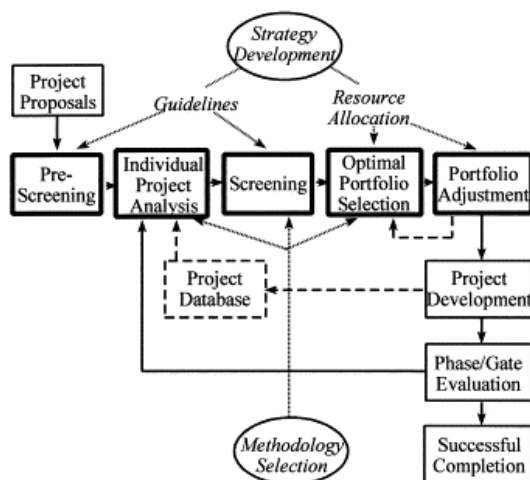 Strategy
Development
Project
Proposals
Guidelines
Resource
Allocation
Pre-
Screening
Individual
Project
Analysis
Screening
Optimal
Portfolio
Selection
Portfolio
Adjustment
Project
Database
Project
Development
Phase/Gate
Evaluation
Methodology
Selection
Successful
Completion